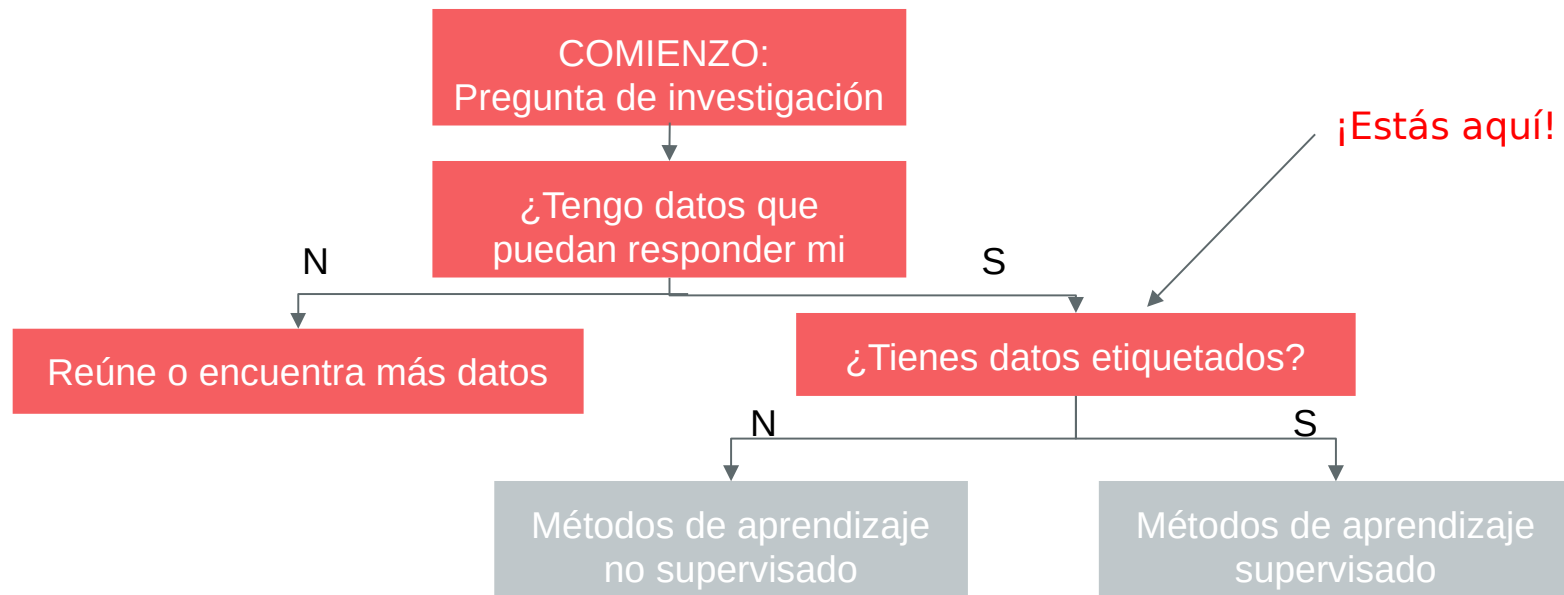 COMIENZO:
Pregunta de investigación
¡Estás aquí!
¿Tengo datos que
puedan responder mi
N
S
Reúne o encuentra más datos
¿Tienes datos etiquetados?
N
S
Métodos de aprendizaje
no supervisado
Métodos de aprendizaje
supervisado